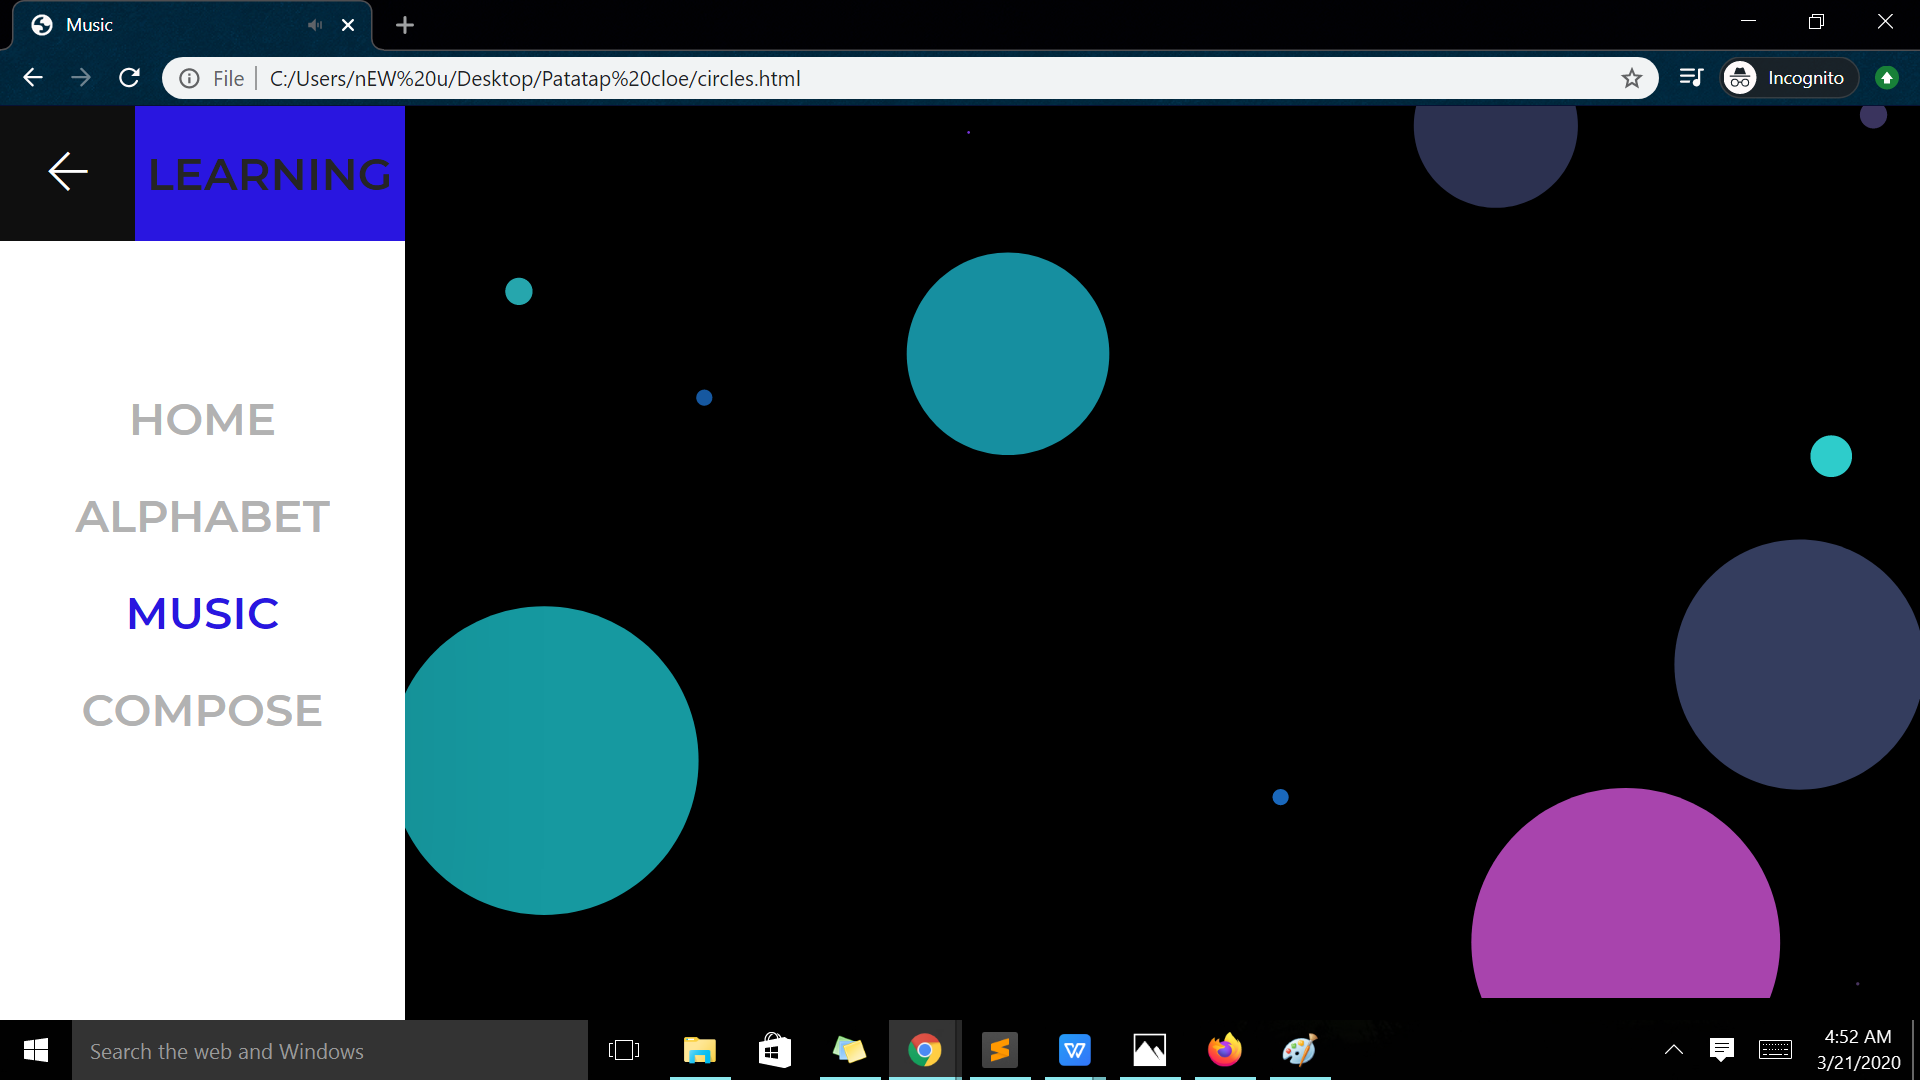 Music
File
C:/Users/nEW%20u/Desktop/Patatap%20cloe/circles.html
Incognito
LEARNING
HOME
ALPHABET
MUSIC
COMPOSE
Search the web and Windows
4:52 AM
3/21/2020